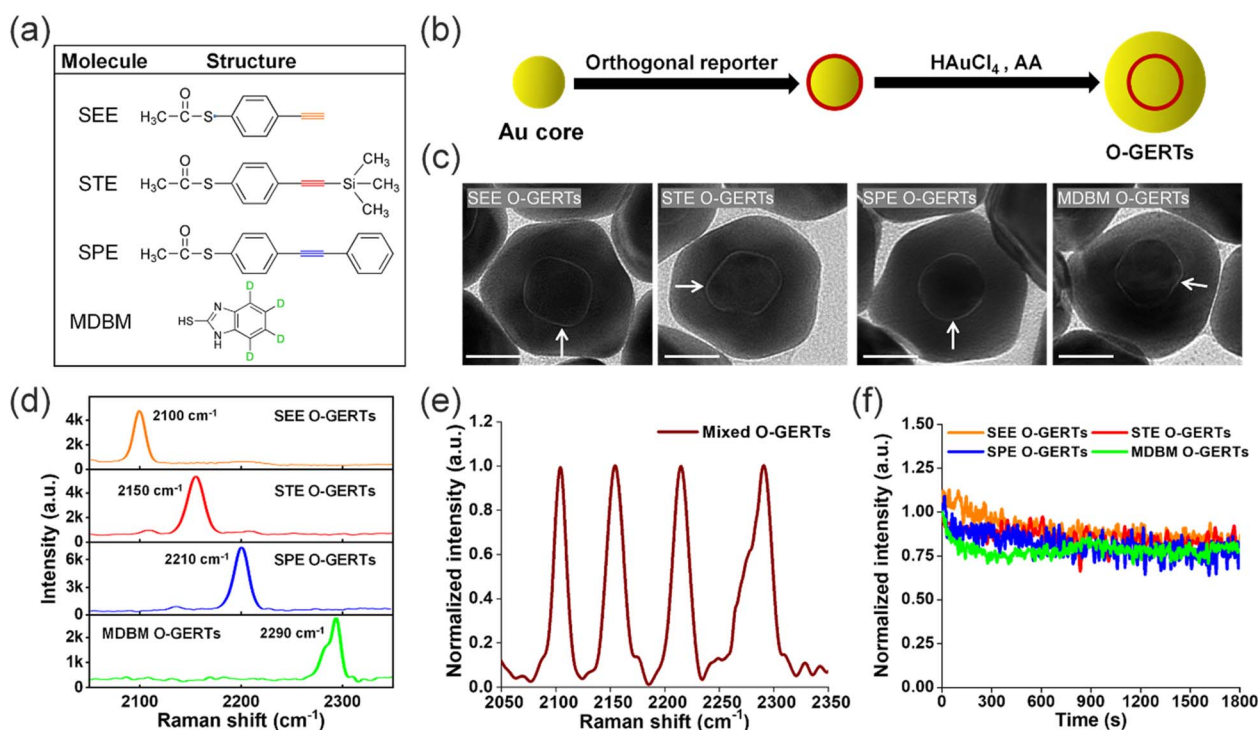 (a)
Molecule Structure
SEE
H₃C
O
C
S
STE
H₃C
O
C
S
Si
CH₃
CH₃
CH₃
SPE
H₃C
O
C
S
MDBM
HS
N
N
H
D
D
D
D
(b)
Au core
Orthogonal reporter
HAuCl₄ , AA
O-GERTs
(c)
SEE O-GERTs
STE O-GERTs
SPE O-GERTs
MDBM O-GERTs
(d)
Intensity (a.u.)
4k
2k
0
2100 cm⁻¹
SEE O-GERTs
4k
2k
0
2150 cm⁻¹
STE O-GERTs
6k
3k
0
2210 cm⁻¹
SPE O-GERTs
2k
1k
0
MDBM O-GERTs
2290 cm⁻¹
2100 2200 2300
Raman shift (cm⁻¹)
(e)
Normalized intensity (a.u.)
1.2
1.0
0.8
0.6
0.4
0.2
0.0
Mixed O-GERTs
2050 2100 2150 2200 2250 2300 2350
Raman shift (cm⁻¹)
(f)
Normalized intensity (a.u.)
1.50
1.25
1.00
0.75
0.50
0.25
0.00
SEE O-GERTs STE O-GERTs
SPE O-GERTs MDBM O-GERTs
0 300 600 900 1200 1500 1800
Time (s)